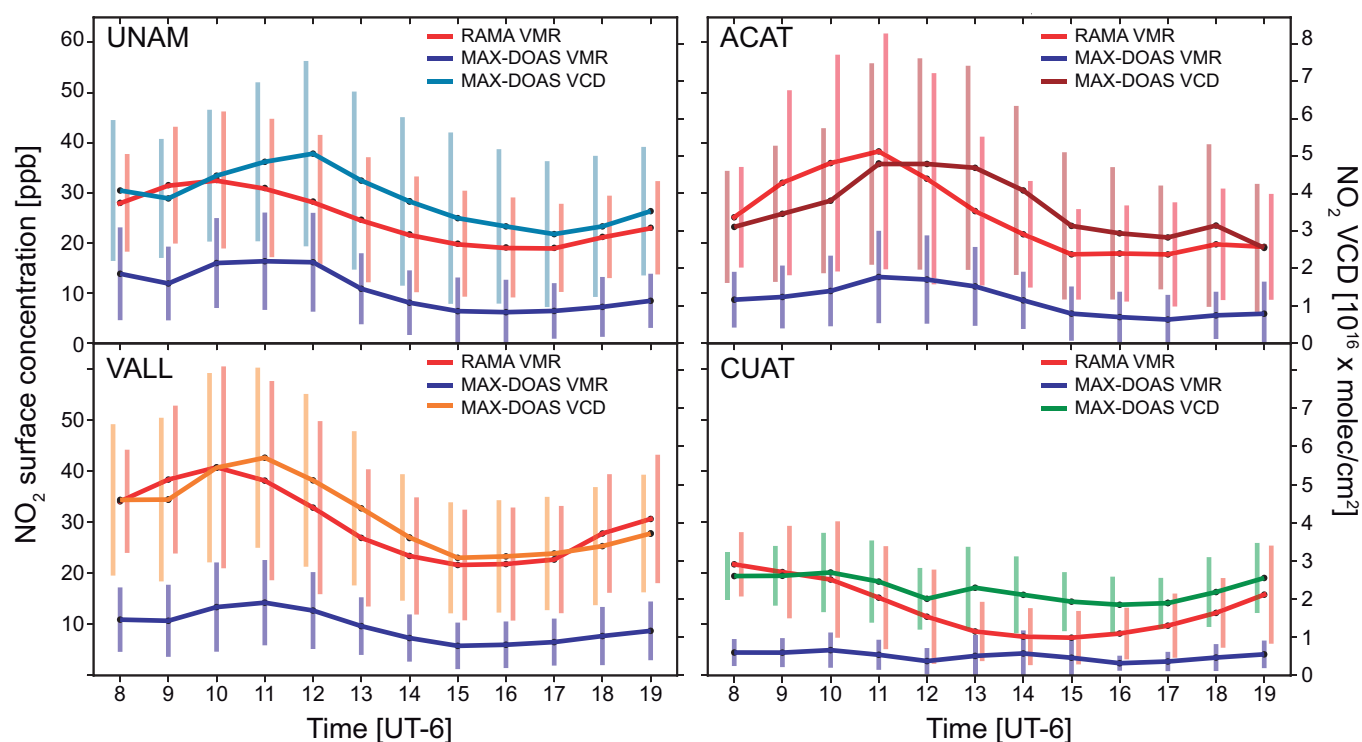 UNAM
RAMA VMR
MAX-DOAS VMR
MAX-DOAS VCD
60
50
40
30
20
10
0
ACAT
RAMA VMR
MAX-DOAS VMR
MAX-DOAS VCD
8
7
6
5
4
3
2
1
0
VALL
RAMA VMR
MAX-DOAS VMR
MAX-DOAS VCD
50
40
30
20
10
8 9 10 11 12 13 14 15 16 17 18 19
Time [UT-6]
CUAT
RAMA VMR
MAX-DOAS VMR
MAX-DOAS VCD
7
6
5
4
3
2
1
0
8 9 10 11 12 13 14 15 16 17 18 19
Time [UT-6]
NO₂ surface concentration [ppb]
NO₂ VCD [10¹⁶ x molec/cm²]